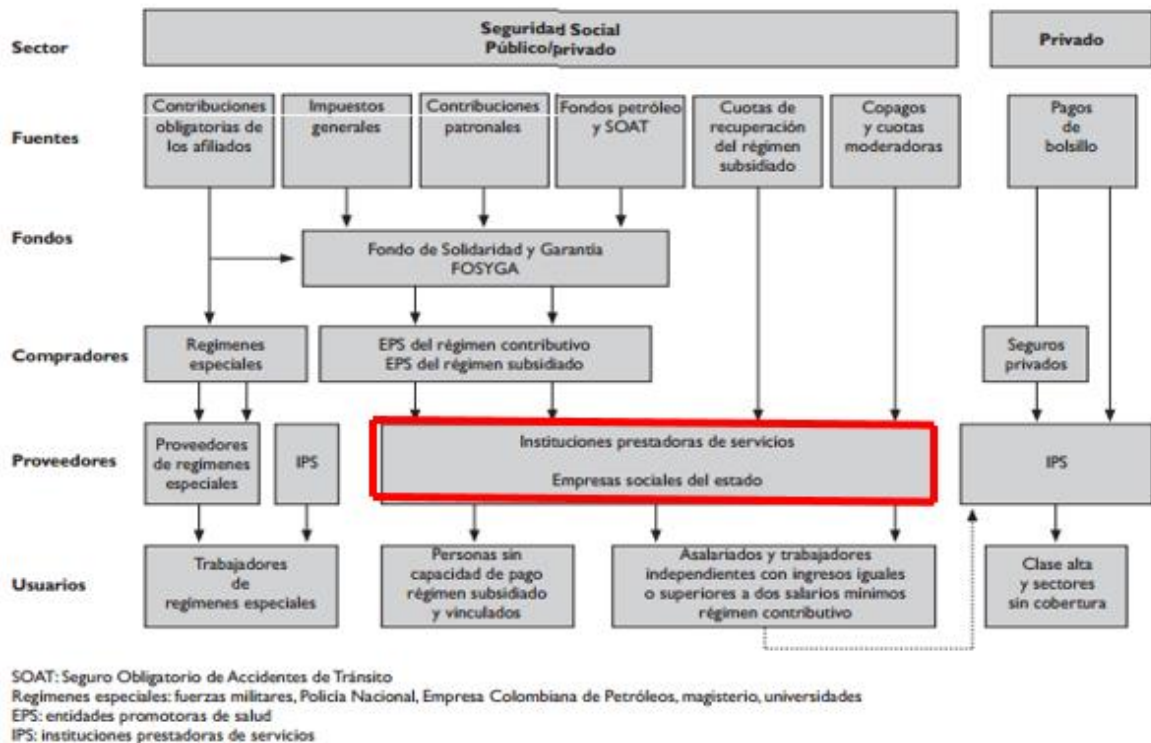 Sector
Seguridad Social
Público/privado
Privado
Fuentes
Contribuciones
obligatorias de
los afiliados
Impuestos
generales
Contribuciones
patronales
Fondos petróleo
y SOAT
Cuotas de
recuperación
del régimen
subsidiado
Copagos
y cuotas
moderadoras
Pagos
de
bolsillo
Fondos
Fondo de Solidaridad y Garantía
FOSYGA
Compradores
Regímenes
especiales
EPS del régimen contributivo
EPS del régimen subsidiado
Seguros
privados
Proveedores
Proveedores
de regímenes
especiales
IPS
Instituciones prestadoras de servicios
Empresas sociales del estado
IPS
Usuarios
Trabajadores
de
regímenes especiales
Personas sin
capacidad de pago
régimen subsidiado
y vinculados
Asalariados y trabajadores
independientes con ingresos iguales
o superiores a dos salarios mínimos
régimen contributivo
Clase alta
y sectores
sin cobertura
SOAT: Seguro Obligatorio de Accidentes de Tránsito
Regímenes especiales: fuerzas militares, Policía Nacional, Empresa Colombiana de Petróleos, magisterio, universidades
EPS: entidades promotoras de salud
IPS: instituciones prestadoras de servicios